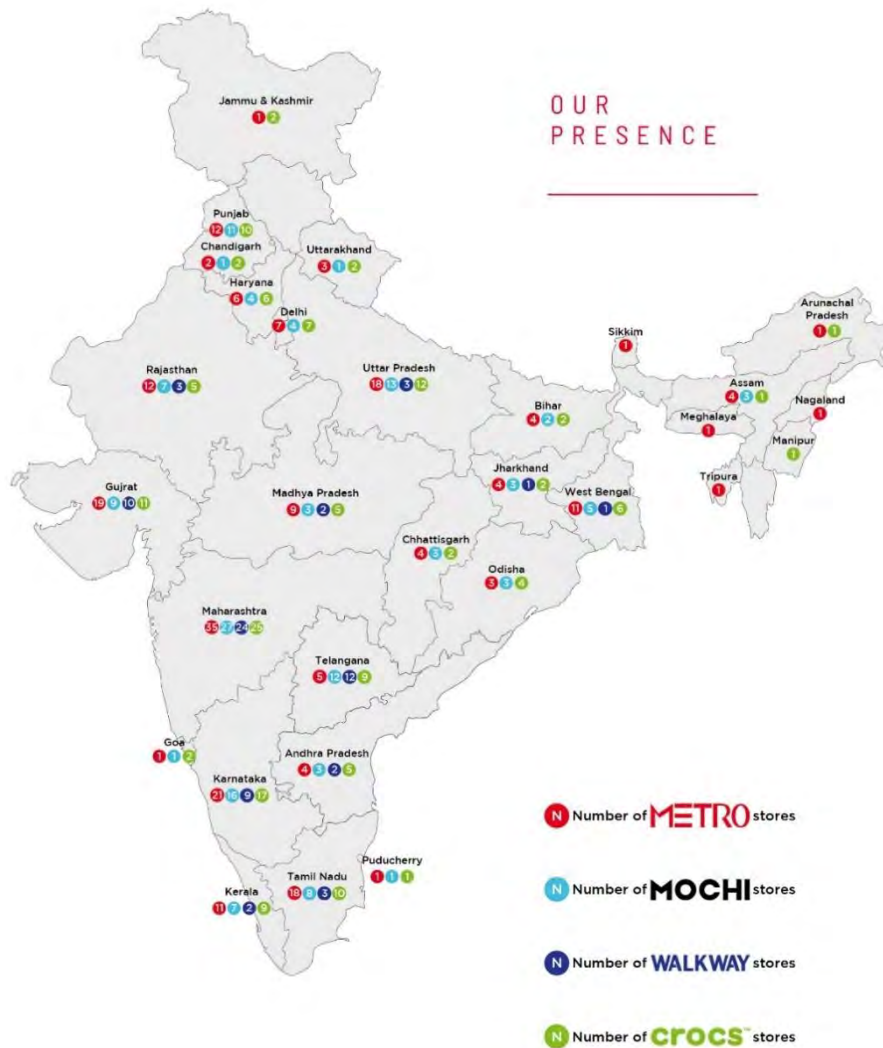 OUR
PRESENCE
Jammu & Kashmir
1 2
Punjab
12 11 10
Chandigarh
2 1 2
Uttarakhand
3 1 2
Haryana
6 4 6
Delhi
7 4 7
Arunachal
Pradesh
1 1
Sikkim
1
Rajasthan
12 7 3 5
Uttar Pradesh
18 13 3 12
Assam
4 3 1
Nagaland
1
Bihar
4 2 2
Meghalaya
1
Manipur
1
Jharkhand
4 3 1 2
Tripura
1
Gujrat
19 9 10 11
Madhya Pradesh
9 3 2 5
West Bengal
11 5 1 6
Chhattisgarh
4 3 2
Odisha
3 3 4
Maharashtra
35 27 24
Telangana
5 12 12 9
Goa
1 1 2
Andhra Pradesh
4 3 2 5
Karnataka
21 16 9 17
Puducherry
1 1 1
Tamil Nadu
18 8 3 10
Kerala
11 7 2 9
N Number of METRO stores
N Number of MOCHI stores
N Number of WALKWAY stores
N Number of crocs™ stores